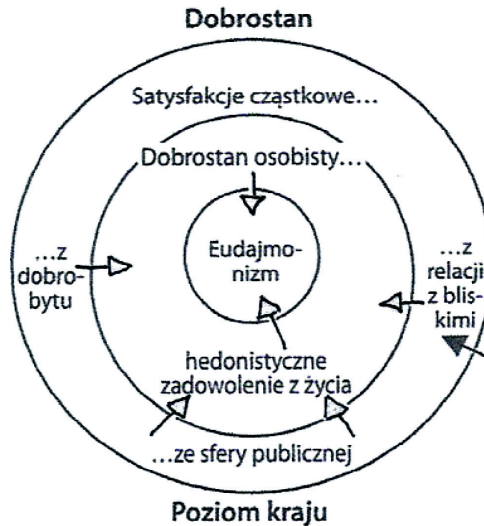 Dobrostan
Satysfakcje cząstkowe...
Dobrostan osobisty...
Eudajmo-
nizm
...z
dobro-
bytu
...z
relacji
z blis-
kimi
hedonistyczne
zadowolenie z życia
...ze sfery publicznej
Poziom kraju